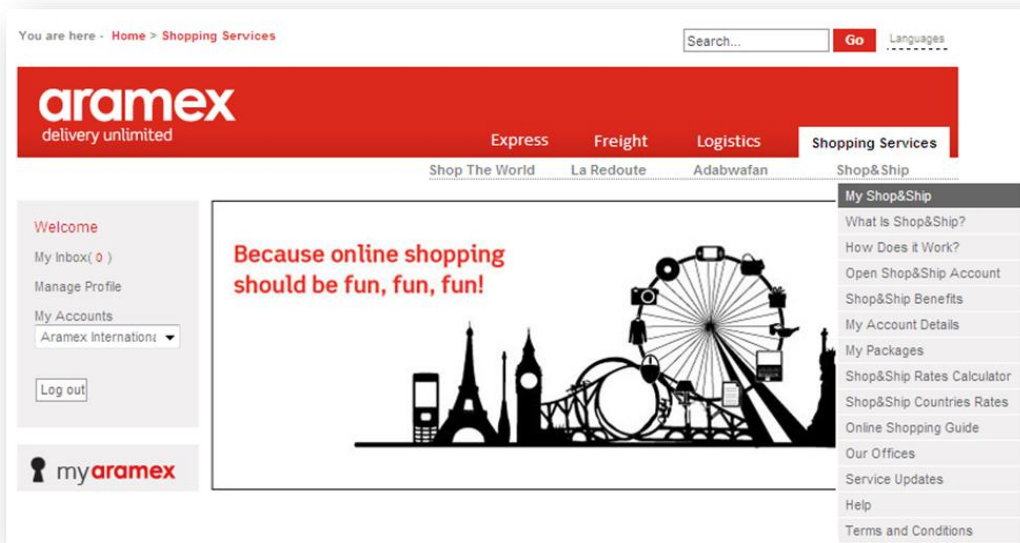 You are here - Home > Shopping Services
Search...
Go
Languages
aramex
delivery unlimited
Express Freight Logistics Shopping Services
Shop The World La Redoute Adabwafan Shop&Ship
My Shop&Ship
What Is Shop&Ship?
How Does it Work?
Open Shop&Ship Account
Shop&Ship Benefits
My Account Details
My Packages
Shop&Ship Rates Calculator
Shop&Ship Countries Rates
Online Shopping Guide
Our Offices
Service Updates
Help
Terms and Conditions
Welcome
My Inbox( 0 )
Manage Profile
My Accounts
Aramex Internationa
Log out
my aramex
Because online shopping
should be fun, fun, fun!